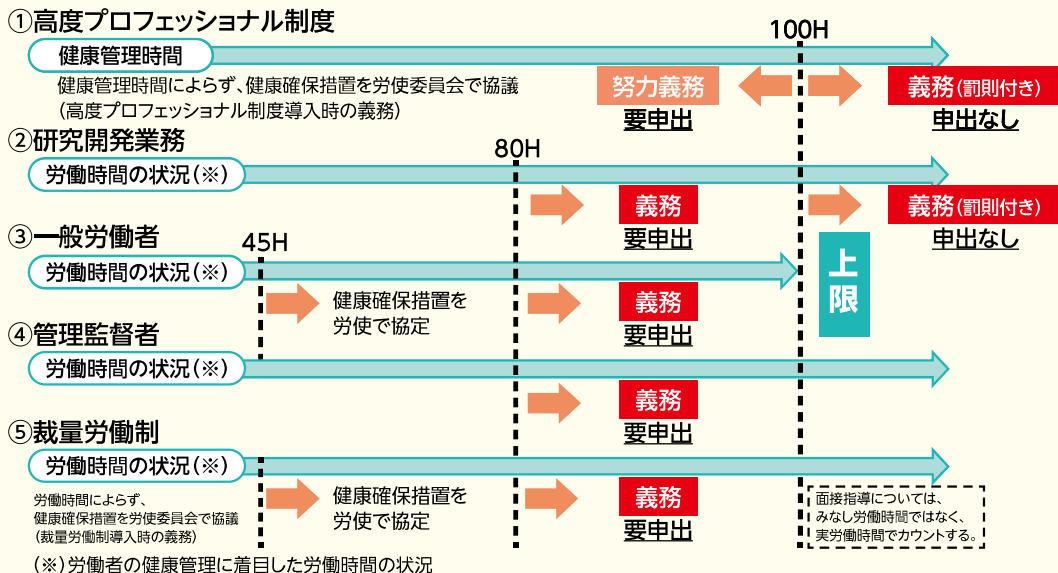 ①高度プロフェッショナル制度
100H
健康管理時間
健康管理時間によらず、健康確保措置を労使委員会で協議
（高度プロフェッショナル制度導入時の義務）
努力義務
要申出
義務（罰則付き）
申出なし
②研究開発業務
80H
労働時間の状況（※）
義務
要申出
義務（罰則付き）
申出なし
③一般労働者
45H
労働時間の状況（※）
健康確保措置を
労使で協定
義務
要申出
上限
④管理監督者
労働時間の状況（※）
義務
要申出
⑤裁量労働制
労働時間の状況（※）
労働時間によらず、
健康確保措置を労使委員会で協議
（裁量労働制導入時の義務）
健康確保措置を
労使で協定
義務
要申出
面接指導については、
みなし労働時間ではなく、
実労働時間でカウントする。
（※）労働者の健康管理に着目した労働時間の状況